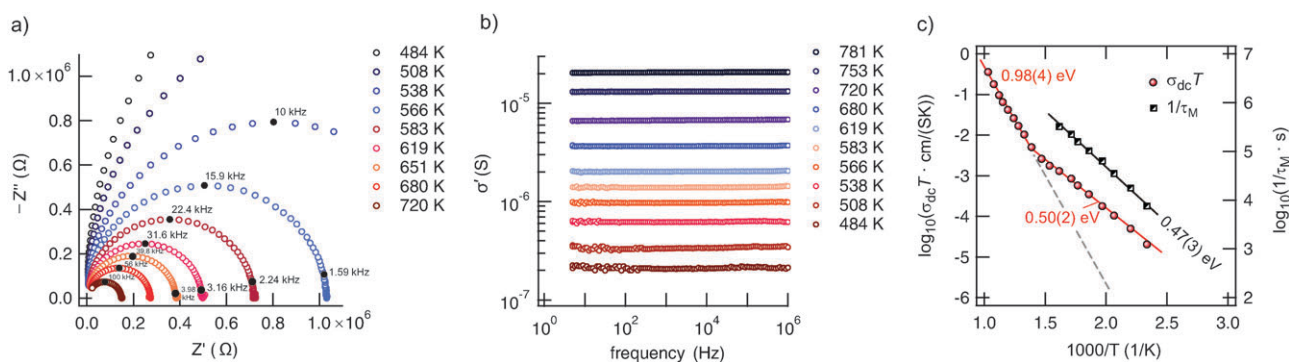 a)
1.0 ×10⁶
0.8
0.6
0.4
0.2
0.0
− Z'' (Ω)
0.0 0.2 0.4 0.6 0.8 1.0 ×10⁶
Z' (Ω)
10 kHz
15.9 kHz
22.4 kHz
31.6 kHz
39.8 kHz
56 kHz
100 kHz
3.98 kHz
3.16 kHz
2.24 kHz
1.59 kHz
484 K
508 K
538 K
566 K
583 K
619 K
651 K
680 K
720 K
b)
10⁻⁵
10⁻⁶
10⁻⁷
σ' (S)
10⁰ 10² 10⁴ 10⁶
frequency (Hz)
781 K
753 K
720 K
680 K
619 K
583 K
566 K
538 K
508 K
484 K
c)
0
-1
-2
-3
-4
-5
-6
log₁₀(σdcT · cm/(SK))
1.0 1.5 2.0 2.5 3.0
1000/T (1/K)
7
6
5
4
3
2
log₁₀(1/τM · s)
0.98(4) eV
σdcT
1/τM
0.50(2) eV
0.47(3) eV